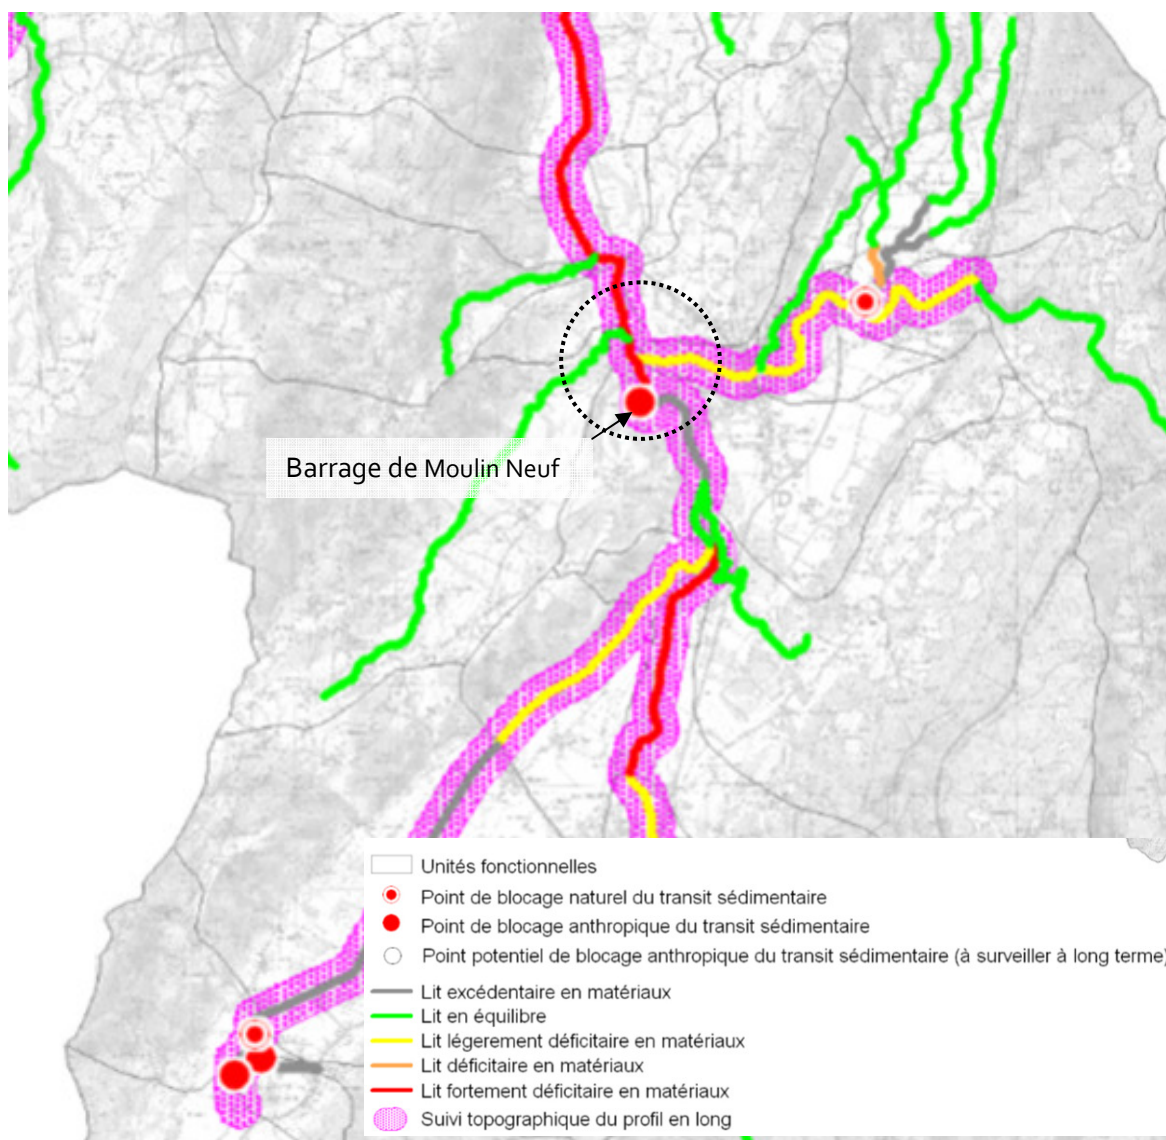 Barrage de Moulin Neuf
Unités fonctionnelles
Point de blocage naturel du transit sédimentaire
Point de blocage anthropique du transit sédimentaire
Point potentiel de blocage anthropique du transit sédimentaire (à surveiller à long terme)
Lit excédentaire en matériaux
Lit en équilibre
Lit légerement déficitaire en matériaux
Lit déficitaire en matériaux
Lit fortement déficitaire en matériaux
Suivi topographique du profil en long